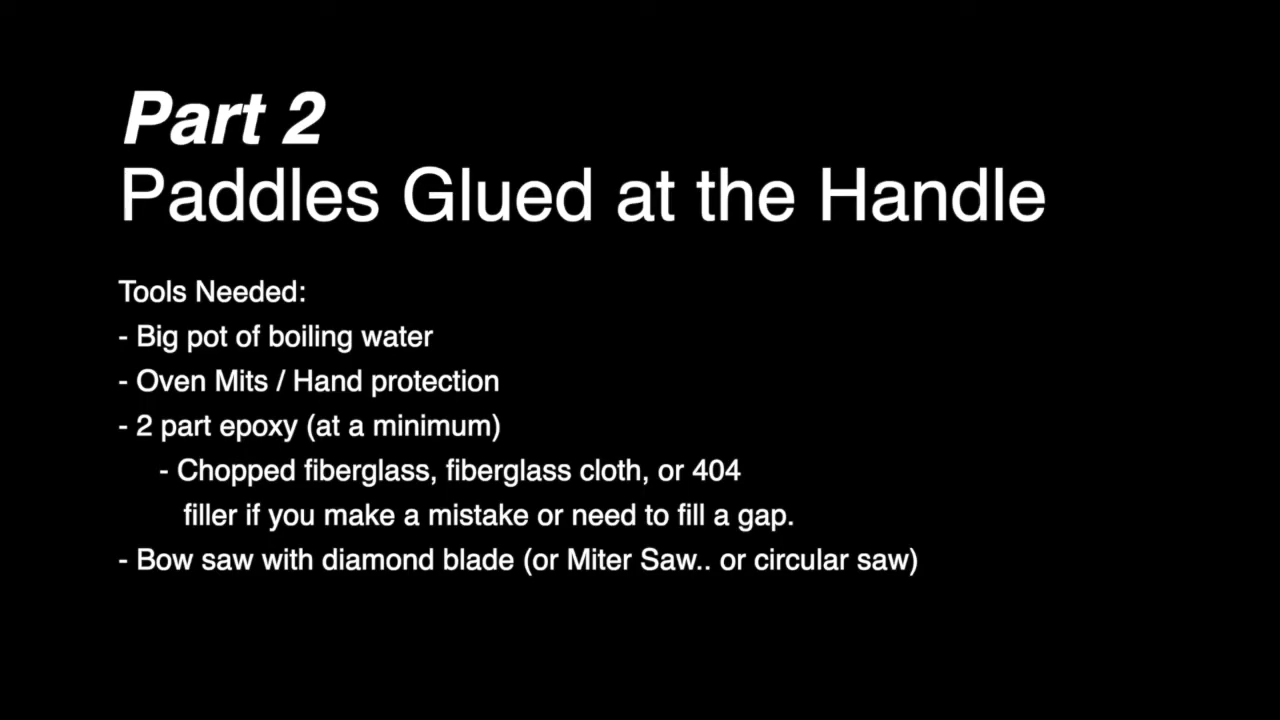 Part 2
Paddles Glued at the Handle
Tools Needed:
- Big pot of boiling water
- Oven Mits / Hand protection
- 2 part epoxy (at a minimum)
- Chopped fiberglass, fiberglass cloth, or 404
filler if you make a mistake or need to fill a gap.
- Bow saw with diamond blade (or Miter Saw.. or circular saw)